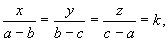 x/(a−b) = y/(b−c) = z/(c−a) = k,